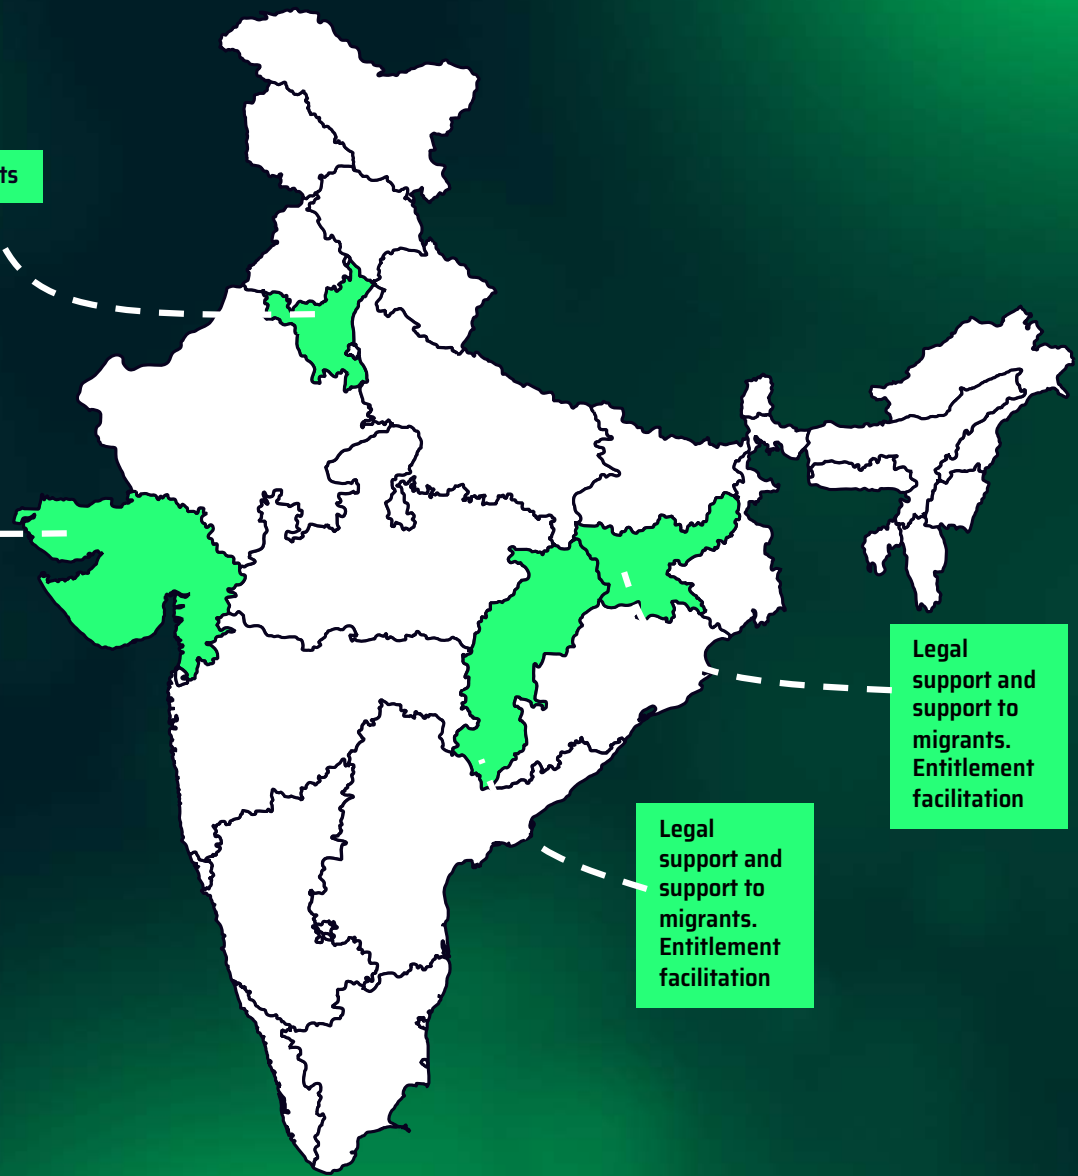 ts
Legal
support and
support to
migrants.
Entitlement
facilitation
Legal
support and
support to
migrants.
Entitlement
facilitation